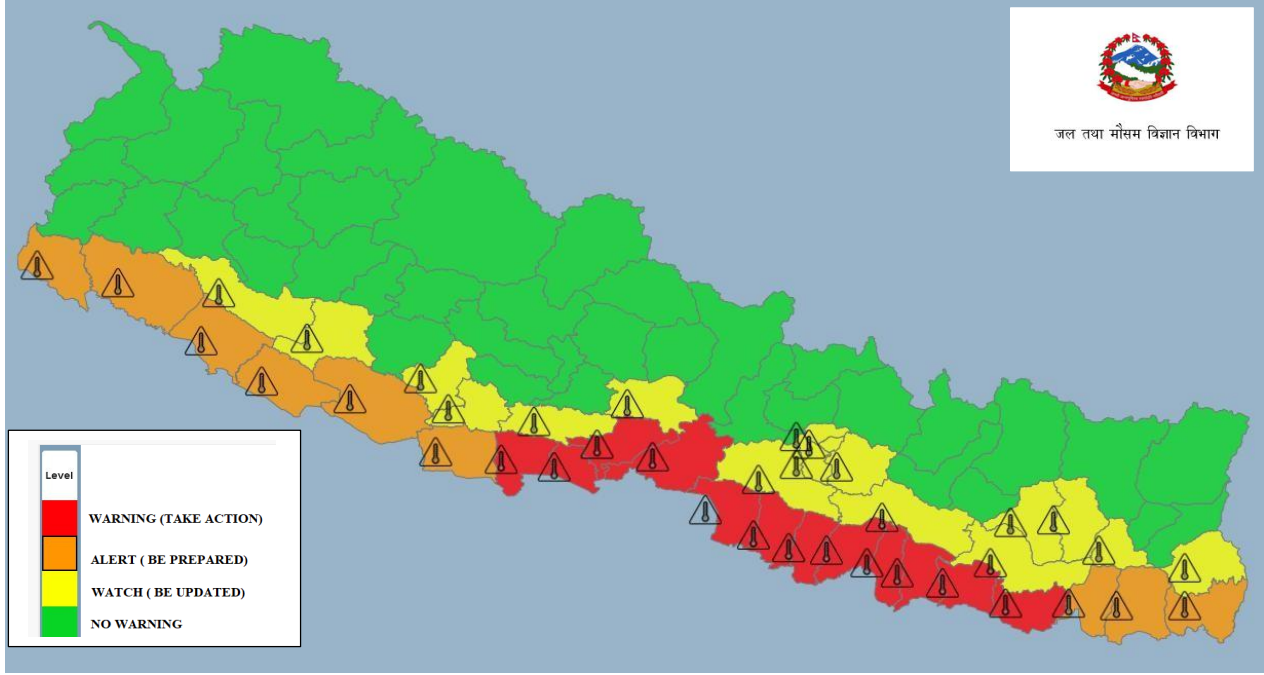 जल तथा मौसम विज्ञान विभाग
Level
WARNING (TAKE ACTION)
ALERT ( BE PREPARED)
WATCH ( BE UPDATED)
NO WARNING